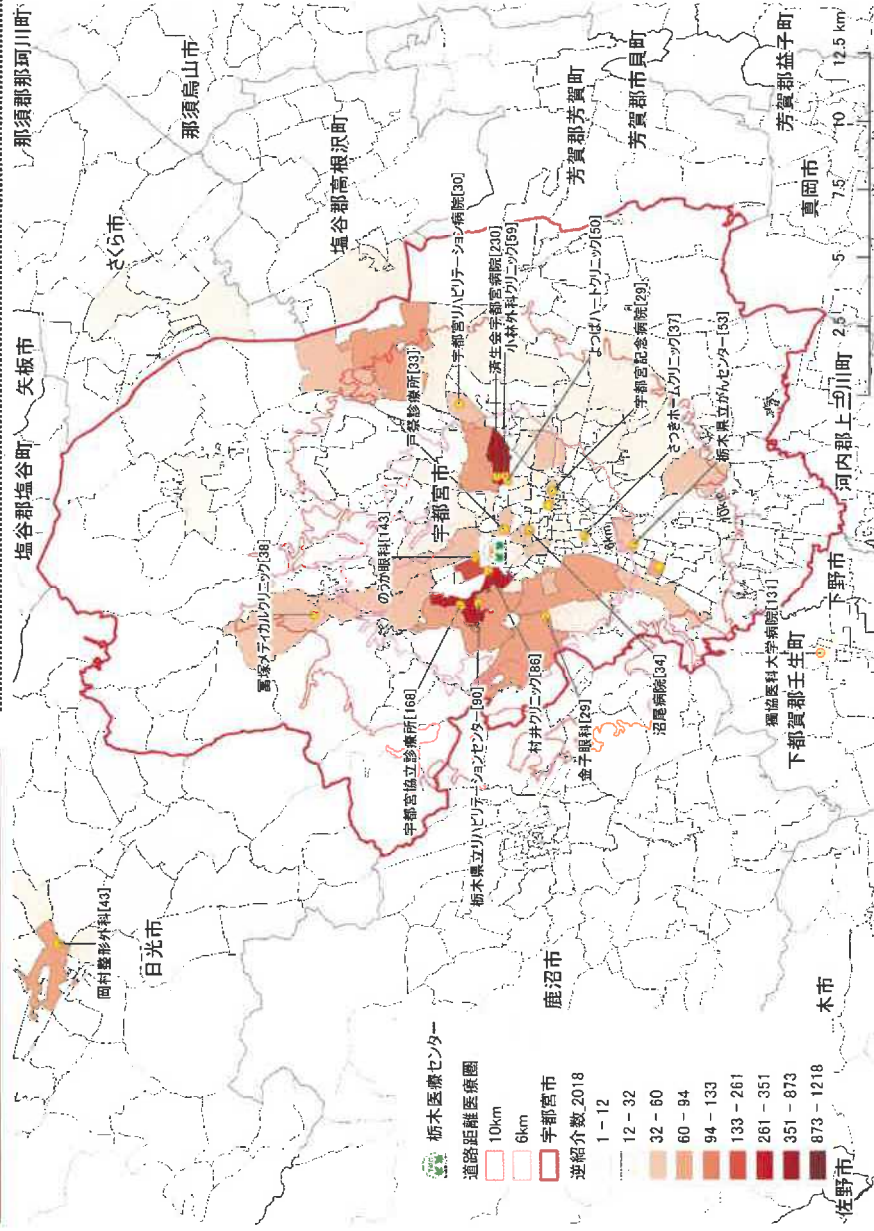 那須郡那珂川町
那須烏山市
さくら市
塩谷郡高根沢町
矢板市
塩谷郡塩谷町
芳賀郡芳賀町
芳賀郡市貝町
芳賀郡益子町
真岡市
宇都宮市
河内郡上三川町
下野市
下都賀郡壬生町
鹿沼市
日光市
木市
佐野市
岡村整形外科[43]
冨塚メディカルクリニック[38]
のうか眼科[143]
戸祭診療所[33]
宇都宮リハビリテーション病院[30]
済生会宇都宮病院[230]
小林外科クリニック[59]
よつばハートクリニック[50]
宇都宮記念病院[29]
さつきホームクリニック[37]
栃木県立がんセンター[53]
宇都宮協立診療所[168]
栃木県立リハビリテーションセンター[90]
村井クリニック[86]
金子眼科[29]
沼尾病院[34]
獨協医科大学病院[131]
6km
10km
栃木医療センター
道路距離医療圏
10km
6km
宇都宮市
逆紹介数_2018
1 - 12
12 - 32
32 - 60
60 - 94
94 - 133
133 - 261
261 - 351
351 - 873
873 - 1218
0 2.5 5 7.5 10 12.5 km